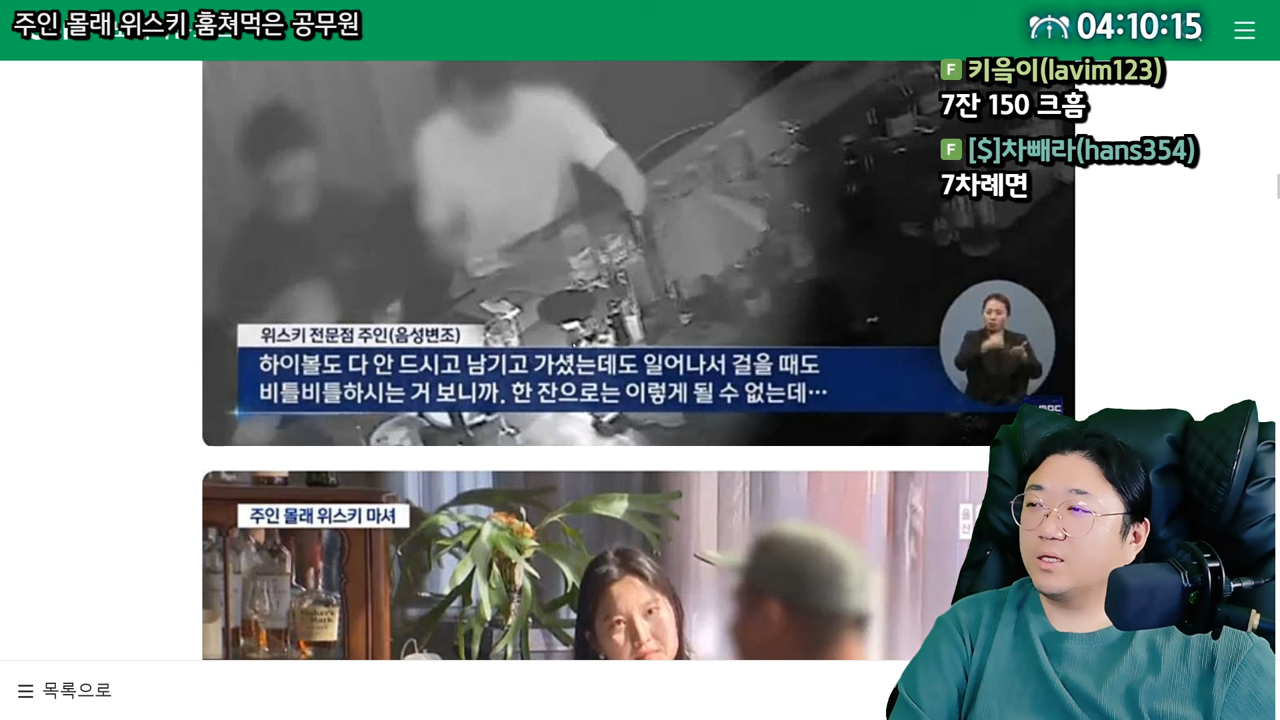 주인 몰래 위스키 훔쳐먹은 공무원
04:10:15
F 키읔이(lavim123)
7잔 150 크흠
F [$]차빼라(hans354)
7차례면
위스키 전문점 주인(음성변조)
하이볼도 다 안 드시고 남기고 가셨는데도 일어나서 걸을 때도
비틀비틀하시는 거 보니까, 한 잔으로는 이렇게 될 수 없는데…
MBC
주인 몰래 위스키 마셔
울산
Maker's
Mark
목록으로